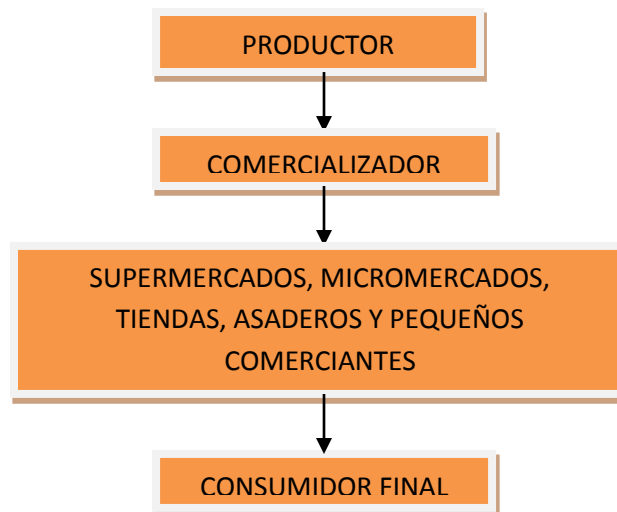 PRODUCTOR
COMERCIALIZADOR
SUPERMERCADOS, MICROMERCADOS,
TIENDAS, ASADEROS Y PEQUEÑOS
COMERCIANTES
CONSUMIDOR FINAL